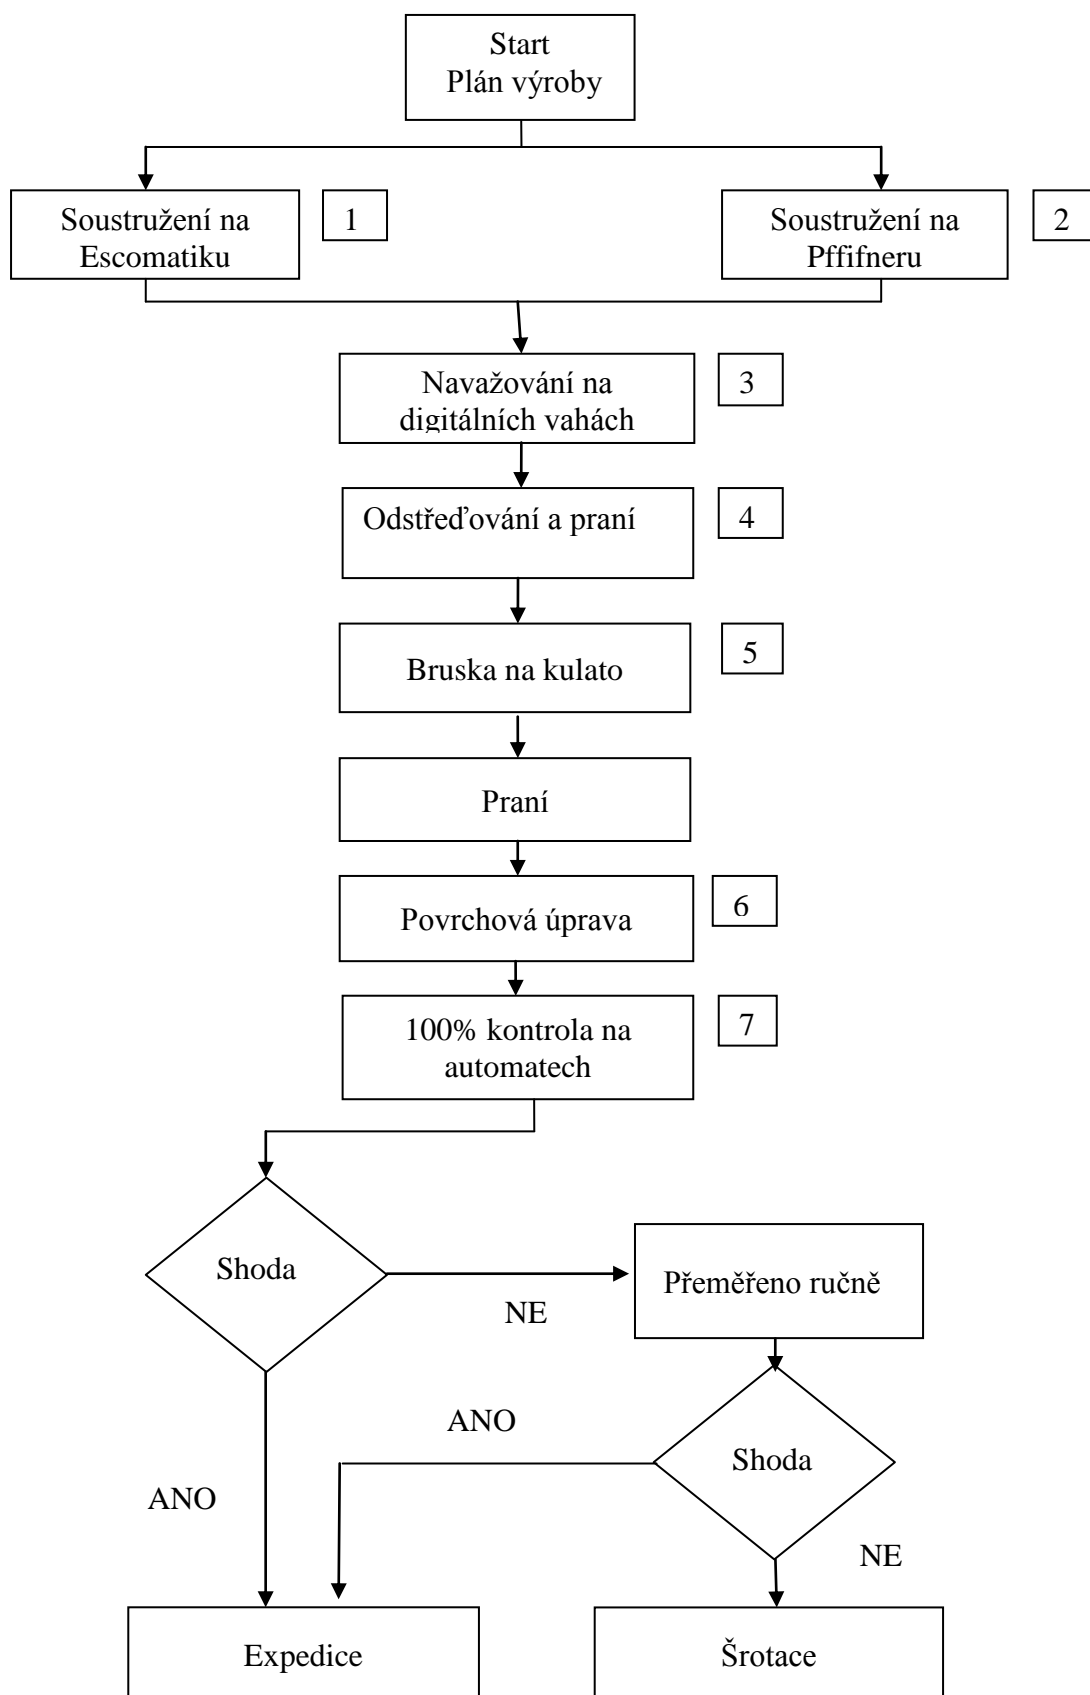 Start
Plán výroby
Soustružení na
Escomatiku
1
Soustružení na
Pffifneru
2
Navažování na
digitálních vahách
3
Odstřeďování a praní
4
Bruska na kulato
5
Praní
Povrchová úprava
6
100% kontrola na
automatech
7
Shoda
NE
Přeměřeno ručně
ANO
Shoda
ANO
NE
Expedice
Šrotace